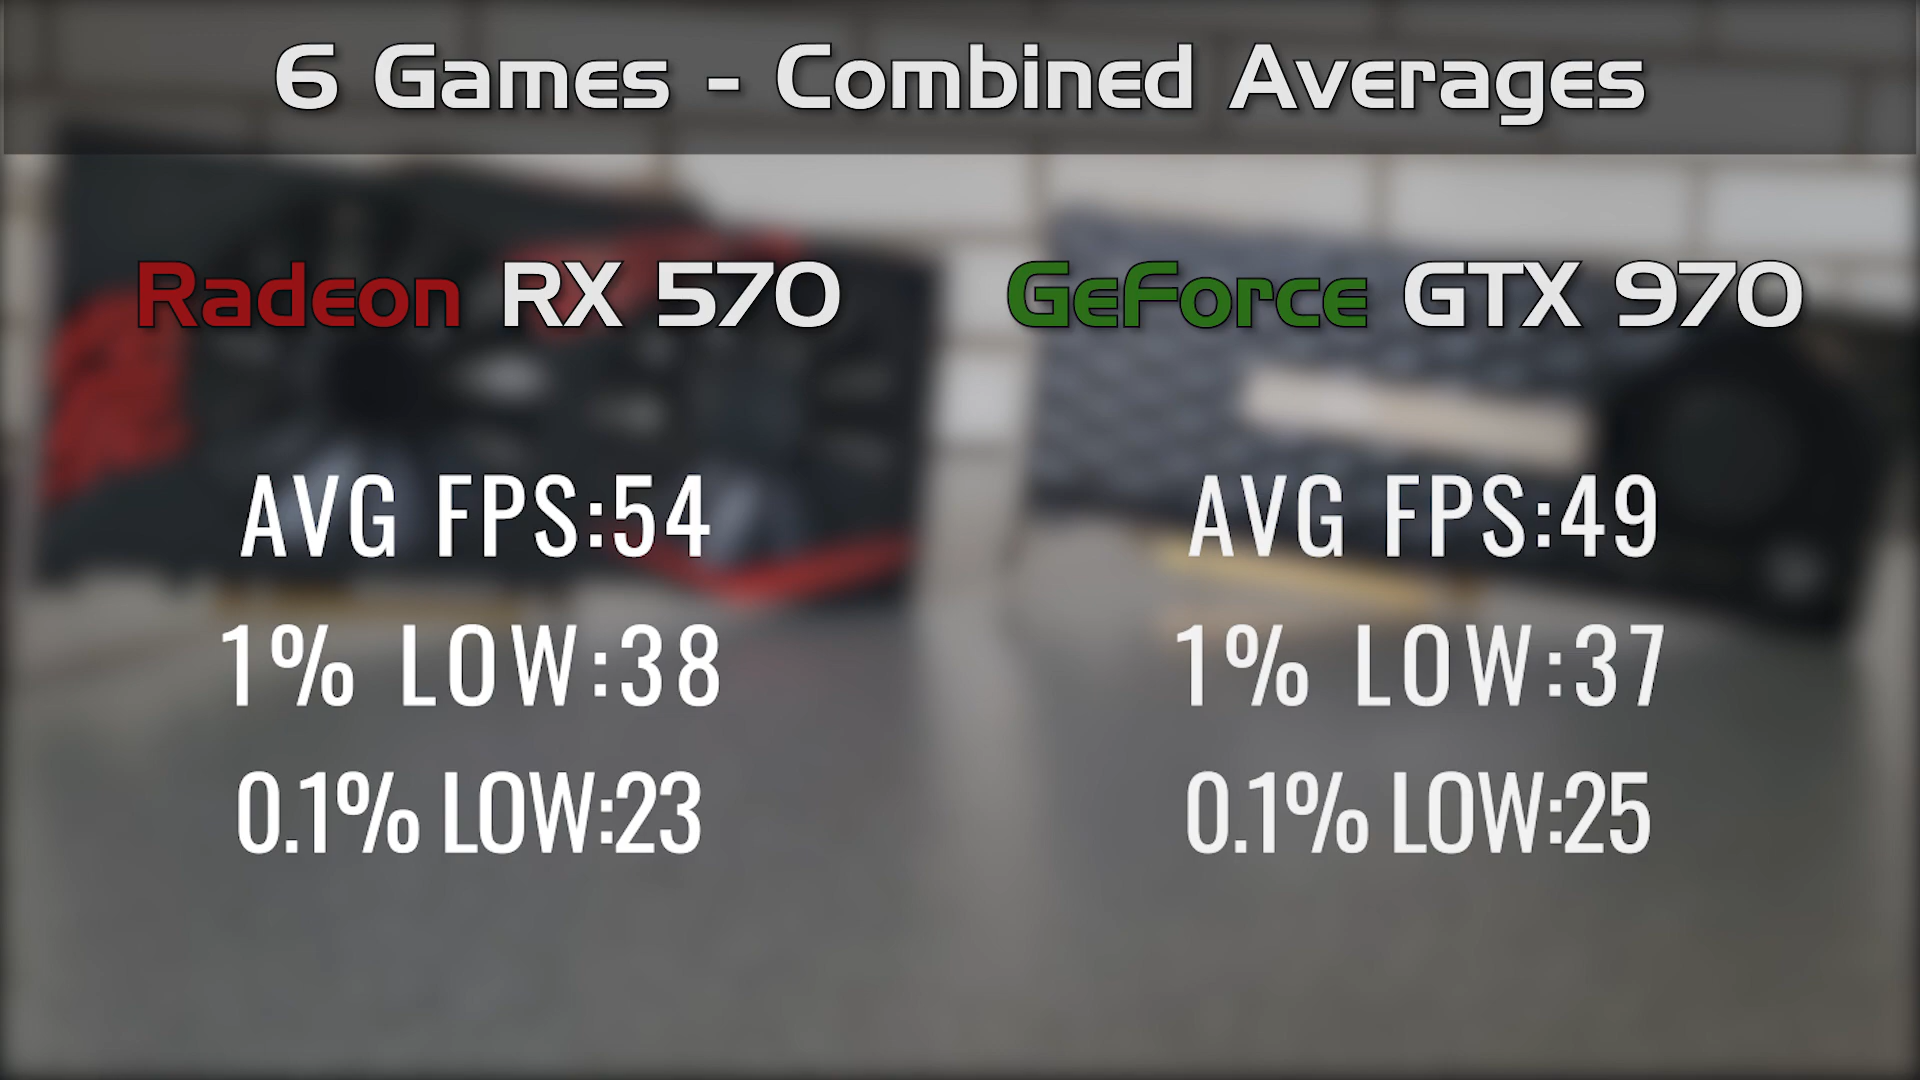 6 Games - Combined Averages
Radeon RX 570
AVG FPS:54
1% LOW:38
0.1% LOW:23
GeForce GTX 970
AVG FPS:49
1% LOW:37
0.1% LOW:25